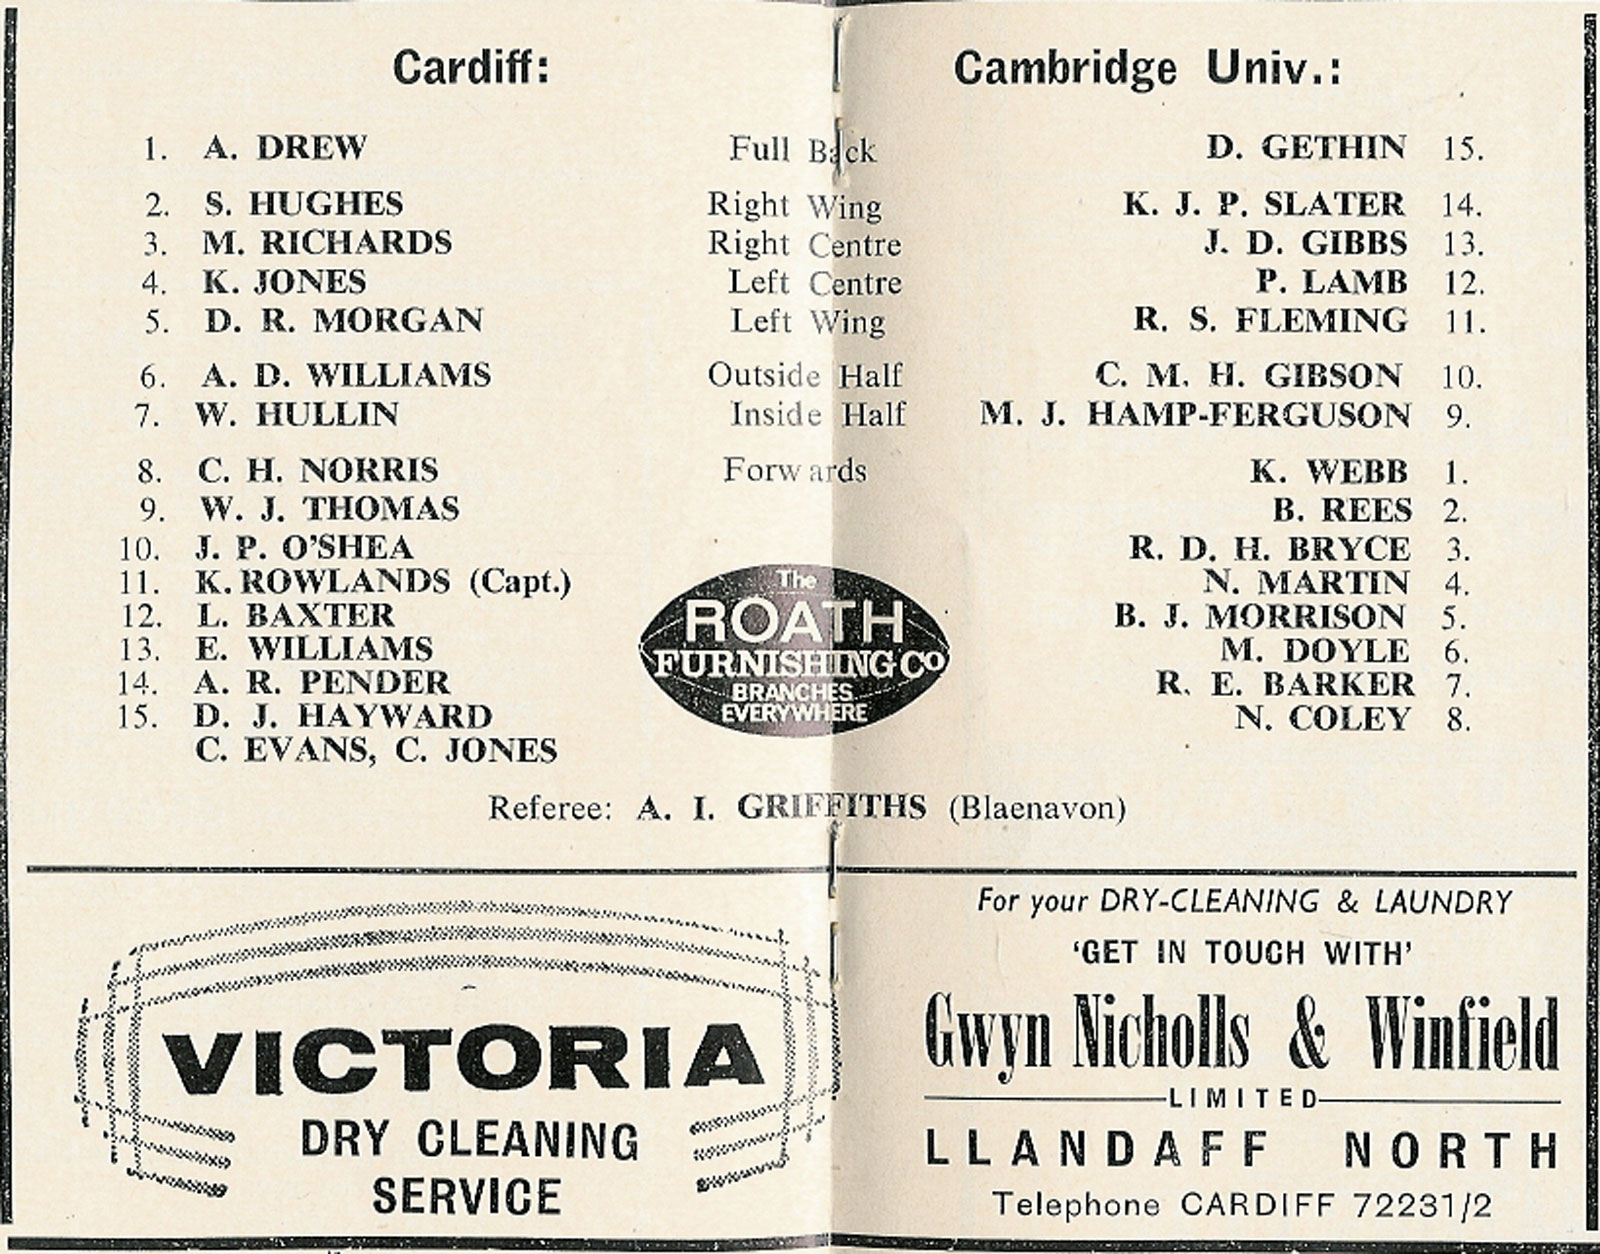 Cardiff: Cambridge Univ.:
1. A. DREW Full Back D. GETHIN 15.
2. S. HUGHES Right Wing K. J. P. SLATER 14.
3. M. RICHARDS Right Centre J. D. GIBBS 13.
4. K. JONES Left Centre P. LAMB 12.
5. D. R. MORGAN Left Wing R. S. FLEMING 11.
6. A. D. WILLIAMS Outside Half C. M. H. GIBSON 10.
7. W. HULLIN Inside Half M. J. HAMP-FERGUSON 9.
8. C. H. NORRIS Forwards K. WEBB 1.
9. W. J. THOMAS B. REES 2.
10. J. P. O'SHEA R. D. H. BRYCE 3.
11. K. ROWLANDS (Capt.) N. MARTIN 4.
12. L. BAXTER B. J. MORRISON 5.
13. E. WILLIAMS M. DOYLE 6.
14. A. R. PENDER R. E. BARKER 7.
15. D. J. HAYWARD N. COLEY 8.
C. EVANS, C. JONES
The
ROATH
FURNISHING CO
BRANCHES
EVERYWHERE
Referee: A. I. GRIFFITHS (Blaenavon)
VICTORIA
DRY CLEANING
SERVICE
For your DRY-CLEANING & LAUNDRY
'GET IN TOUCH WITH'
Gwyn Nicholls & Winfield
LIMITED
LLANDAFF NORTH
Telephone CARDIFF 72231/2